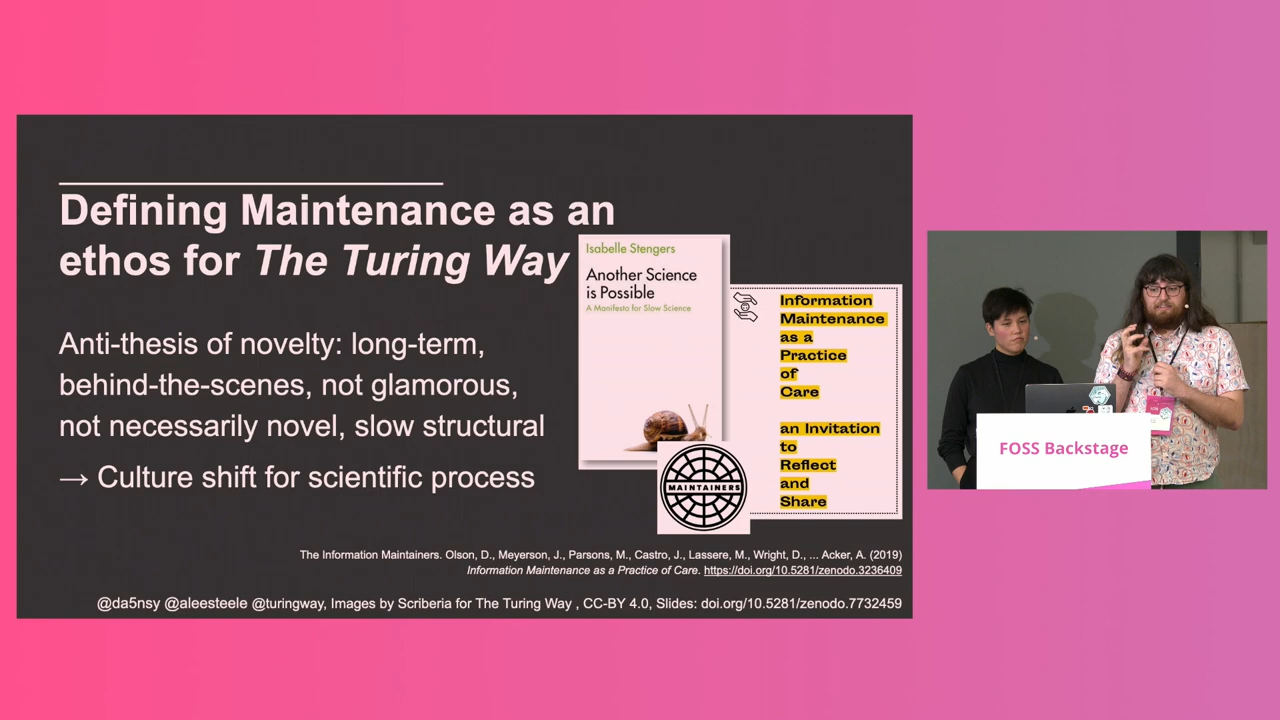 Defining Maintenance as an
ethos for The Turing Way
Anti-thesis of novelty: long-term,
behind-the-scenes, not glamorous,
not necessarily novel, slow structural
→ Culture shift for scientific process
Isabelle Stengers
Another Science
is Possible
A Manifesto for Slow Science
MAINTAINERS
Information
Maintenance
as a
Practice
of
Care
an Invitation
to
Reflect
and
Share
The Information Maintainers. Olson, D., Meyerson, J., Parsons, M., Castro, J., Lassere, M., Wright, D., ... Acker, A. (2019)
Information Maintenance as a Practice of Care. https://doi.org/10.5281/zenodo.3236409
@da5nsy @aleesteele @turingway, Images by Scriberia for The Turing Way , CC-BY 4.0, Slides: doi.org/10.5281/zenodo.7732459
FOSS Backstage